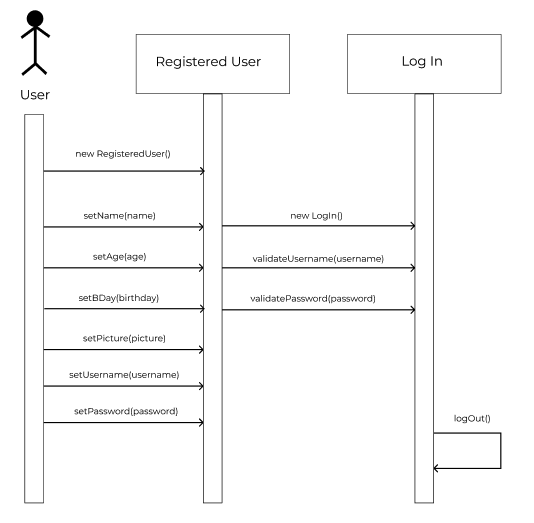 Registered User
Log In
User
new RegisteredUser()
setName(name)
new LogIn()
setAge(age)
validateUsername(username)
setBDay(birthday)
validatePassword(password)
setPicture(picture)
setUsername(username)
setPassword(password)
logOut()